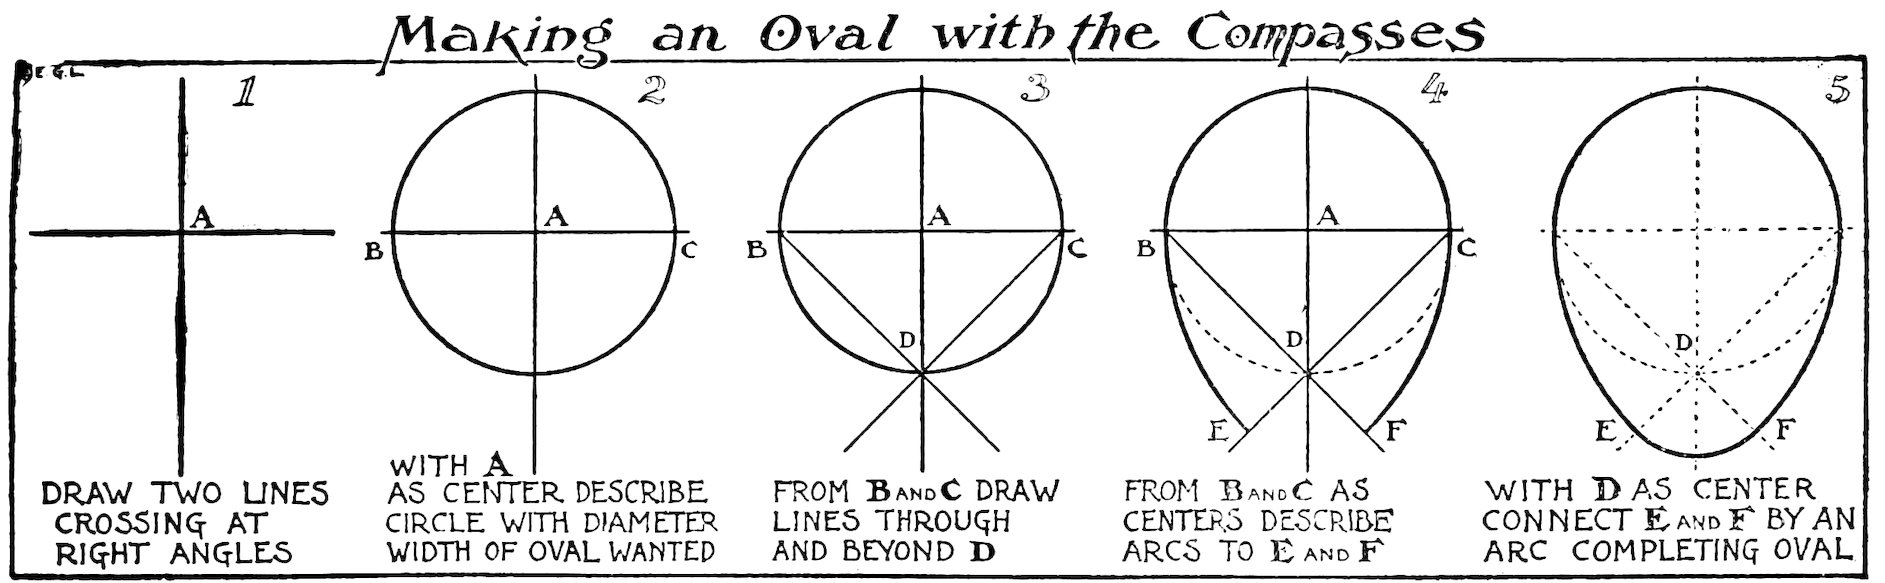 Making an Oval with the Compasses
E.G.L.
1
A
DRAW TWO LINES
CROSSING AT
RIGHT ANGLES
2
A
B
C
WITH A
AS CENTER DESCRIBE
CIRCLE WITH DIAMETER
WIDTH OF OVAL WANTED
3
A
B
C
D
FROM B AND C DRAW
LINES THROUGH
AND BEYOND D
4
A
B
C
D
E
F
FROM B AND C AS
CENTERS DESCRIBE
ARCS TO E AND F
5
D
E
F
WITH D AS CENTER
CONNECT E AND F BY AN
ARC COMPLETING OVAL